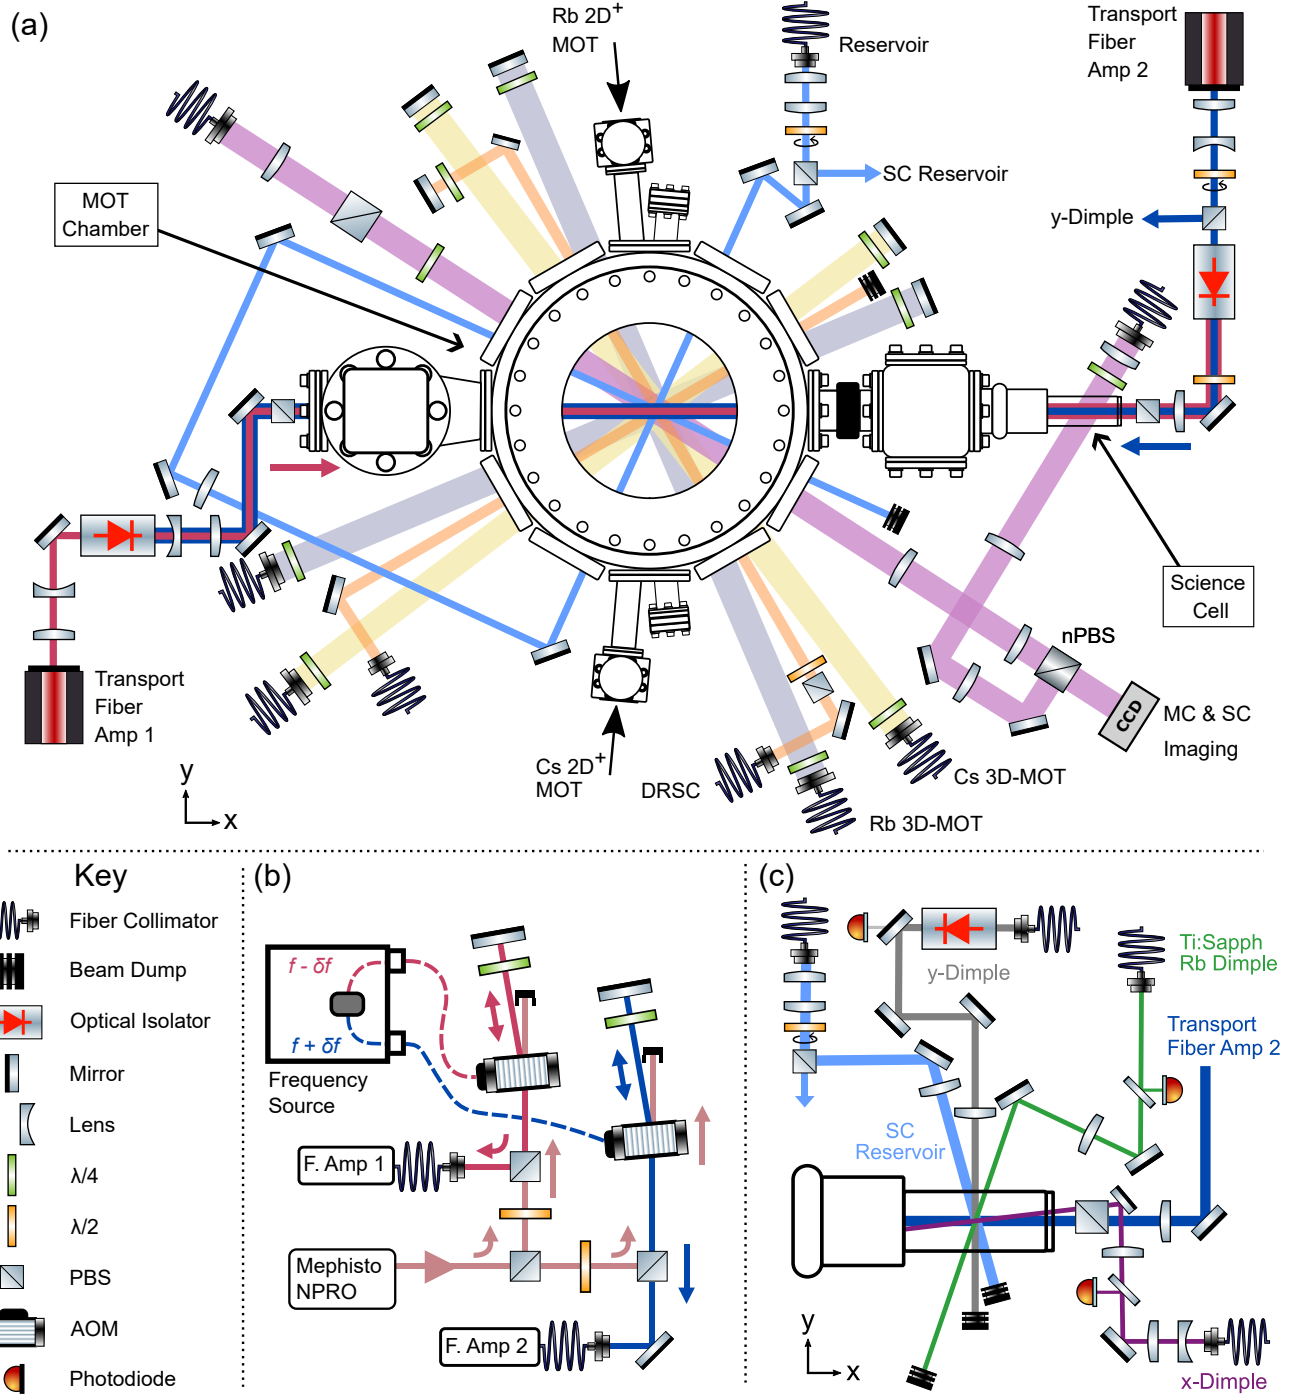 (a)
Rb 2D+
MOT
Reservoir
Transport
Fiber
Amp 2
SC Reservoir
y-Dimple
MOT
Chamber
Science
Cell
nPBS
CCD
MC & SC
Imaging
Transport
Fiber
Amp 1
Cs 2D+
MOT
DRSC
Cs 3D-MOT
Rb 3D-MOT
y
x
Key
Fiber Collimator
Beam Dump
Optical Isolator
Mirror
Lens
λ/4
λ/2
PBS
AOM
Photodiode
(b)
f - δf
f + δf
Frequency
Source
F. Amp 1
Mephisto
NPRO
F. Amp 2
(c)
y-Dimple
Ti:Sapph
Rb Dimple
Transport
Fiber Amp 2
SC
Reservoir
y
x
x-Dimple